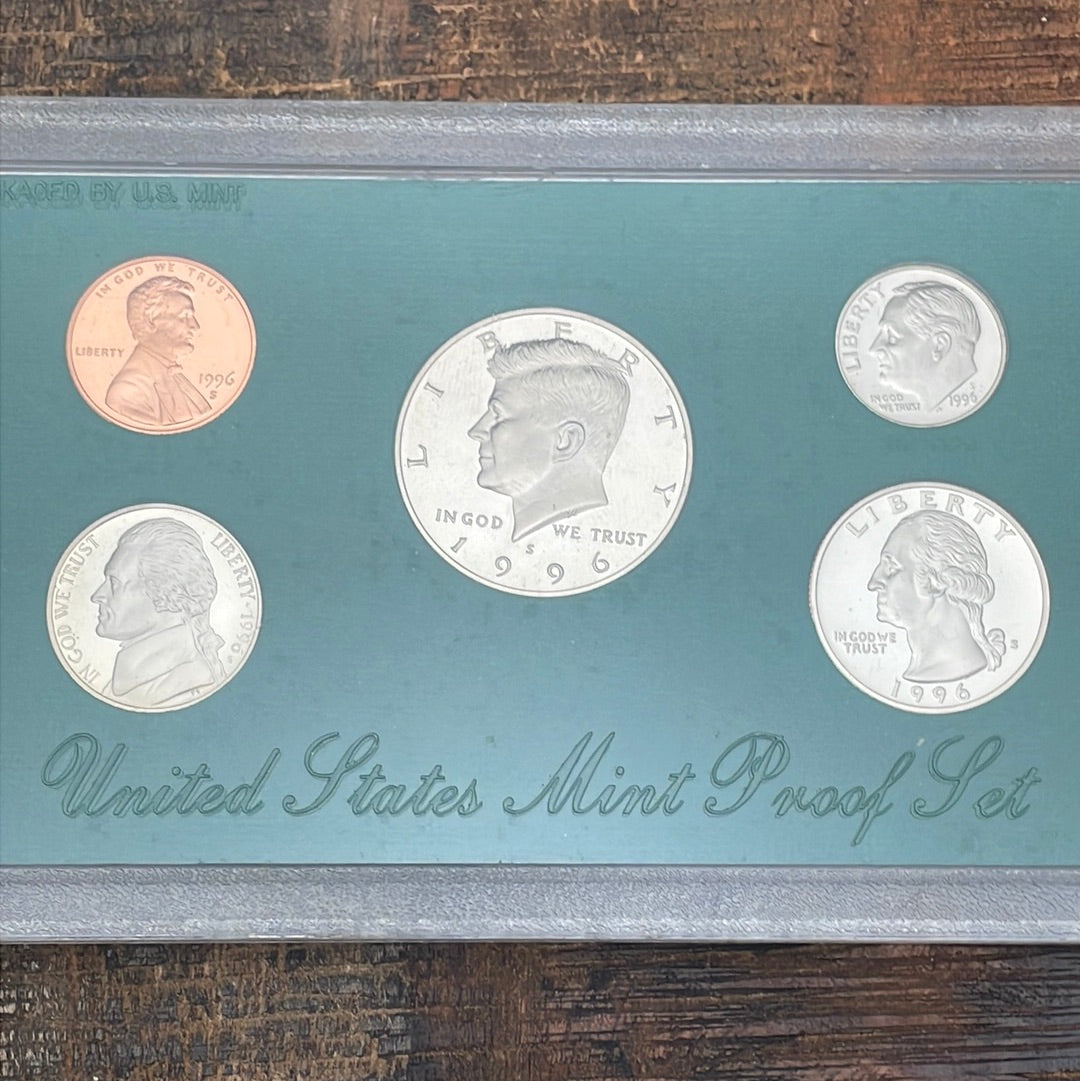 KAGED BY U.S. MINT
IN GOD WE TRUST
LIBERTY
1996
S
LIBERTY
IN GOD WE TRUST
S
1996
LIBERTY
IN GOD
WE TRUST
S
1996
IN GOD WE TRUST
LIBERTY
1996
LIBERTY
IN GOD WE
TRUST
S
1996
United States Mint Proof Set